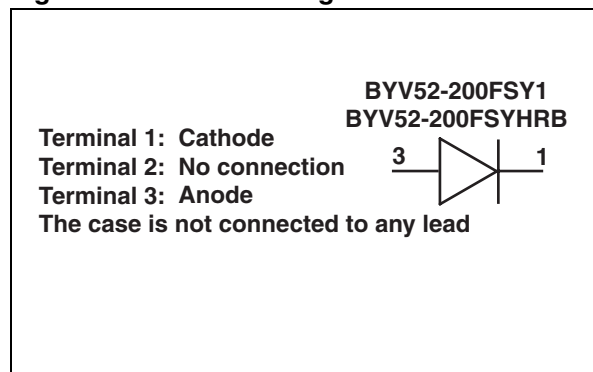 BYV52-200FSY1
BYV52-200FSYHRB
Terminal 1: Cathode
Terminal 2: No connection
Terminal 3: Anode
The case is not connected to any lead
3
1